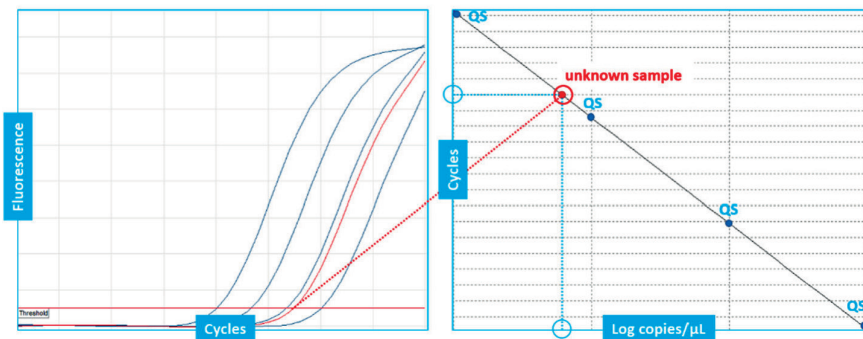 Fluorescence
Threshold
Cycles
unknown sample
QS
QS
QS
QS
Cycles
Log copies/µL